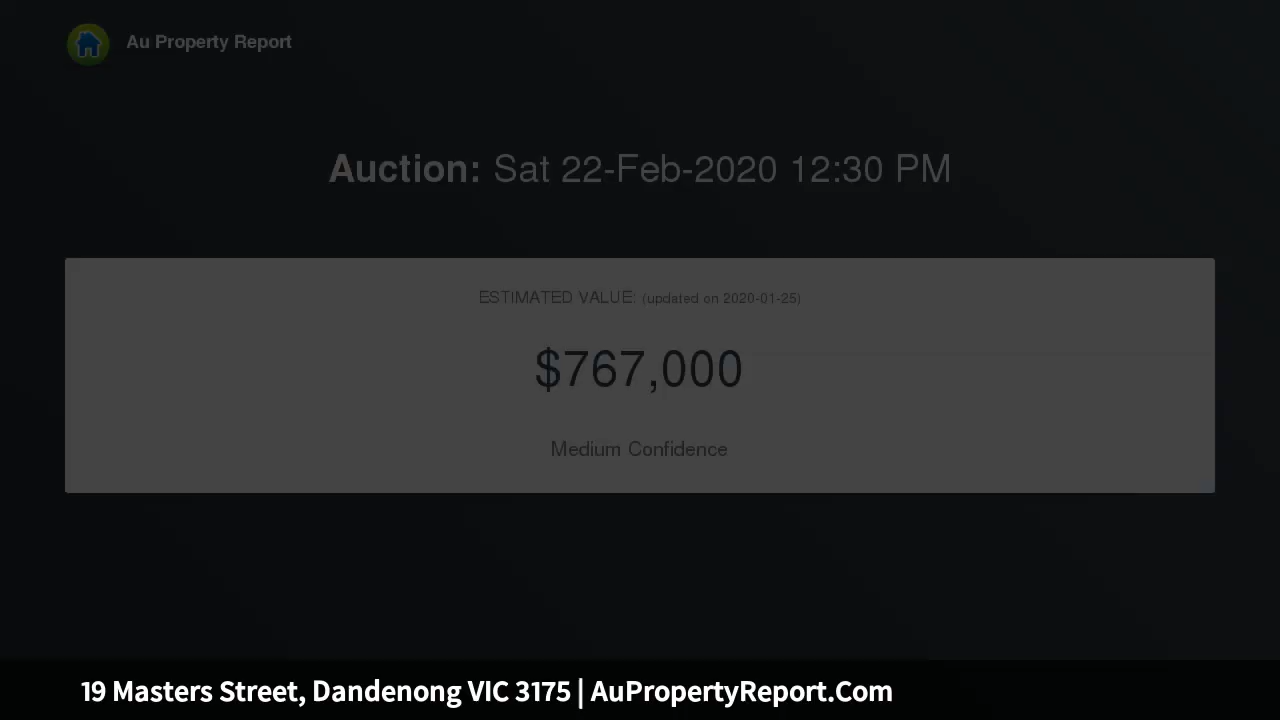 Au Property Report
Auction: Sat 22-Feb-2020 12:30 PM
ESTIMATED VALUE: (updated on 2020-01-25)
$767,000
Medium Confidence
19 Masters Street, Dandenong VIC 3175 | AuPropertyReport.Com